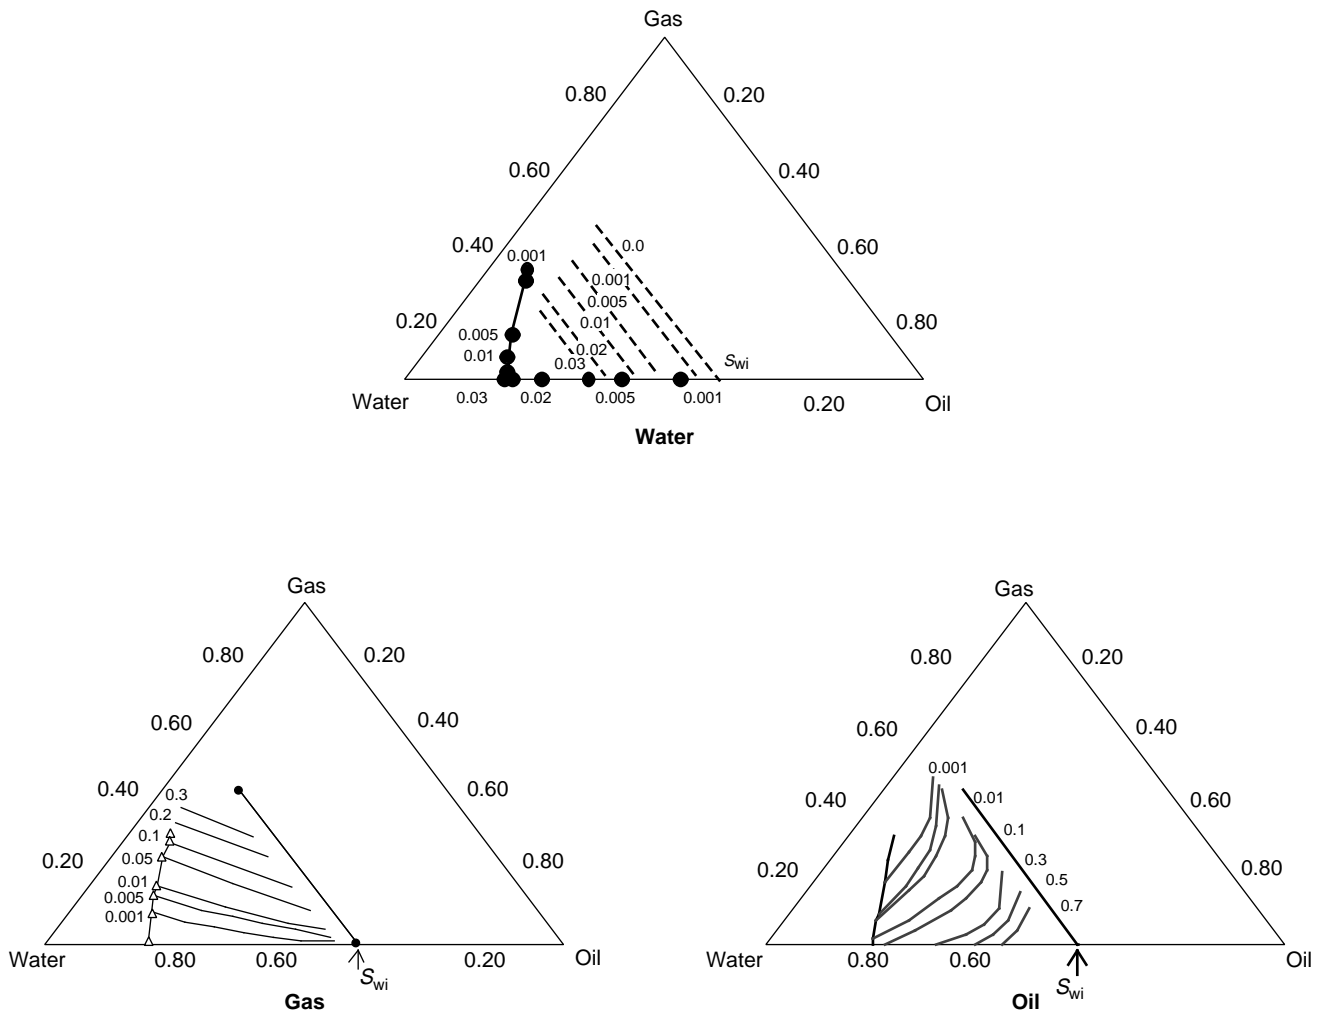 Gas
0.80 0.20
0.60 0.40
0.40 0.0 0.60
0.001
0.001
0.005
0.20 0.01 0.80
0.005
0.02
0.01
0.03 Swi
Water 0.03 0.02 0.005 0.001 0.20 Oil
Water
Gas
0.80 0.20
0.60 0.40
0.40 0.3 0.60
0.2
0.1
0.20 0.05 0.80
0.01
0.005
0.001
Water 0.80 0.60 0.20 Oil
Swi
Gas
Gas
0.80 0.20
0.60 0.40
0.001
0.40 0.01 0.60
0.1
0.20 0.3 0.80
0.5
0.7
Water 0.80 0.60 Oil
Swi
Oil